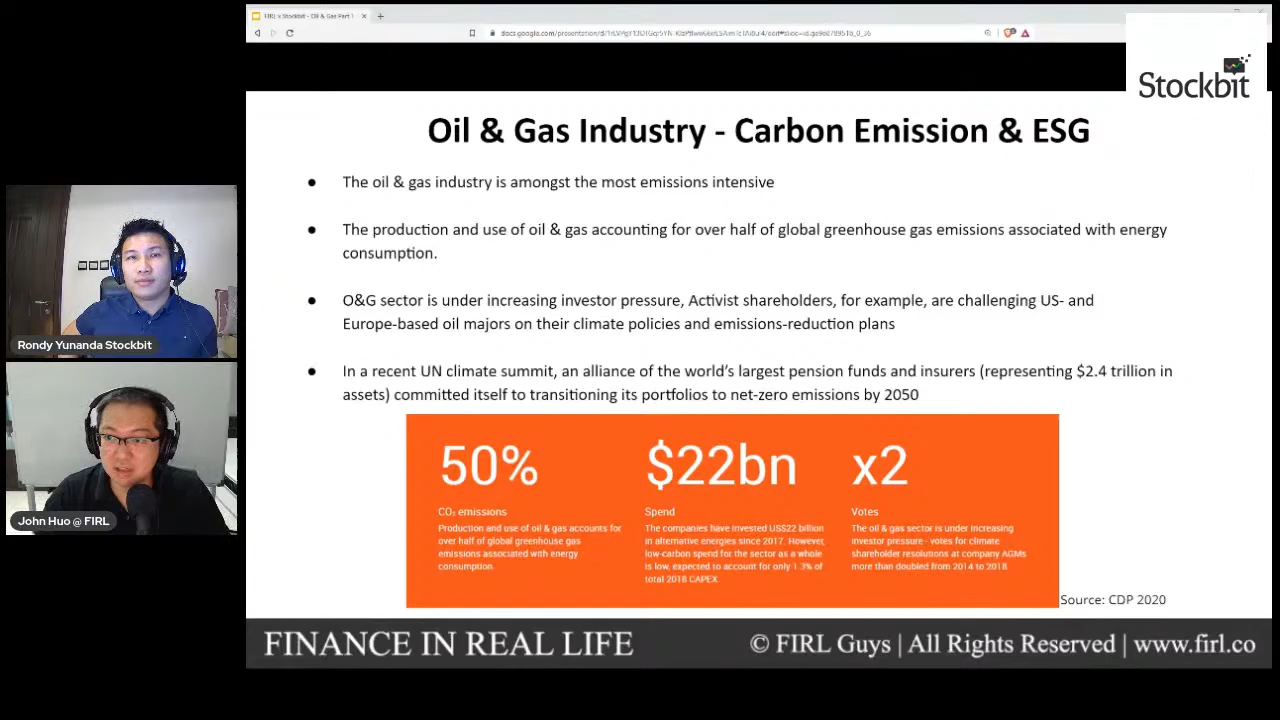 FIRL x Stockbit - Oil & Gas Part 1
Stockbit
Oil & Gas Industry - Carbon Emission & ESG
● The oil & gas industry is amongst the most emissions intensive
● The production and use of oil & gas accounting for over half of global greenhouse gas emissions associated with energy
consumption.
● O&G sector is under increasing investor pressure, Activist shareholders, for example, are challenging US- and
Europe-based oil majors on their climate policies and emissions-reduction plans
● In a recent UN climate summit, an alliance of the world's largest pension funds and insurers (representing $2.4 trillion in
assets) committed itself to transitioning its portfolios to net-zero emissions by 2050
50%
CO₂ emissions
Production and use of oil & gas accounts for
over half of global greenhouse gas
emissions associated with energy
consumption.
$22bn
Spend
The companies have invested US$22 billion
in alternative energies since 2017. However,
low-carbon spend for the sector as a whole
is low, expected to account for only 1.3% of
total 2018 CAPEX
x2
Votes
The oil & gas sector is under increasing
investor pressure - votes for climate
shareholder resolutions at company AGMs
more than doubled from 2014 to 2018
Source: CDP 2020
FINANCE IN REAL LIFE
© FIRL Guys | All Rights Reserved | www.firl.co
Rondy Yunanda Stockbit
John Huo @ FIRL